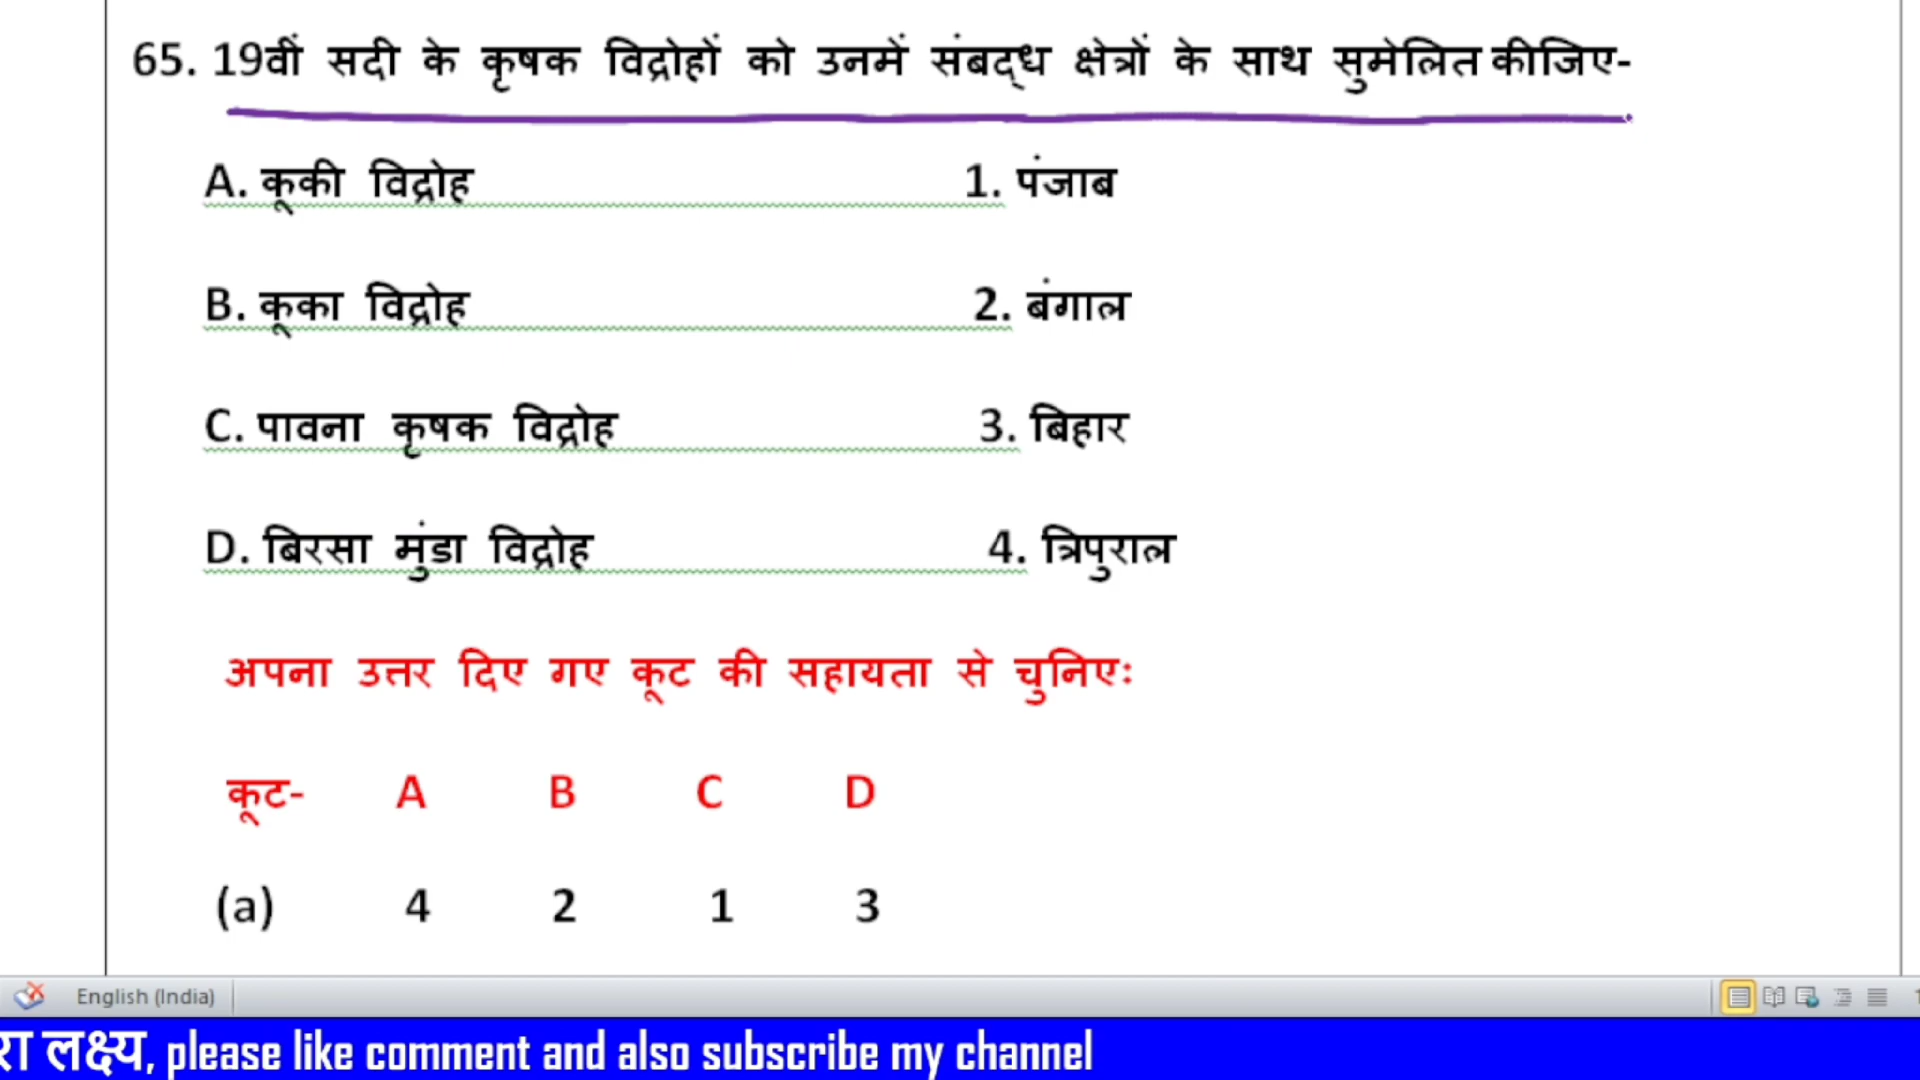 65. 19वीं सदी के कृषक विद्रोहों को उनमें संबद्ध क्षेत्रों के साथ सुमेलित कीजिए-
A. कूकी विद्रोह 1. पंजाब
B. कूका विद्रोह 2. बंगाल
C. पावना कृषक विद्रोह 3. बिहार
D. बिरसा मुंडा विद्रोह 4. त्रिपुराल
अपना उत्तर दिए गए कूट की सहायता से चुनिएः
कूट- A B C D
(a) 4 2 1 3
English (India)
लक्ष्य, please like comment and also subscribe my channel